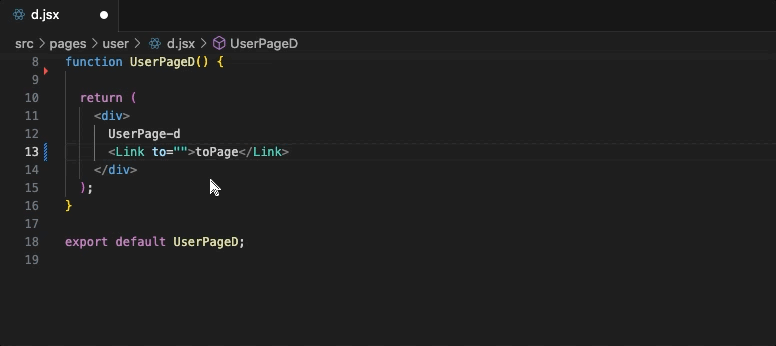 d.jsx
src > pages > user > d.jsx > UserPageD
8 function UserPageD() {
9
10 return (
11 <div>
12 UserPage-d
13 <Link to="">toPage</Link>
14 </div>
15 );
16 }
17
18 export default UserPageD;
19